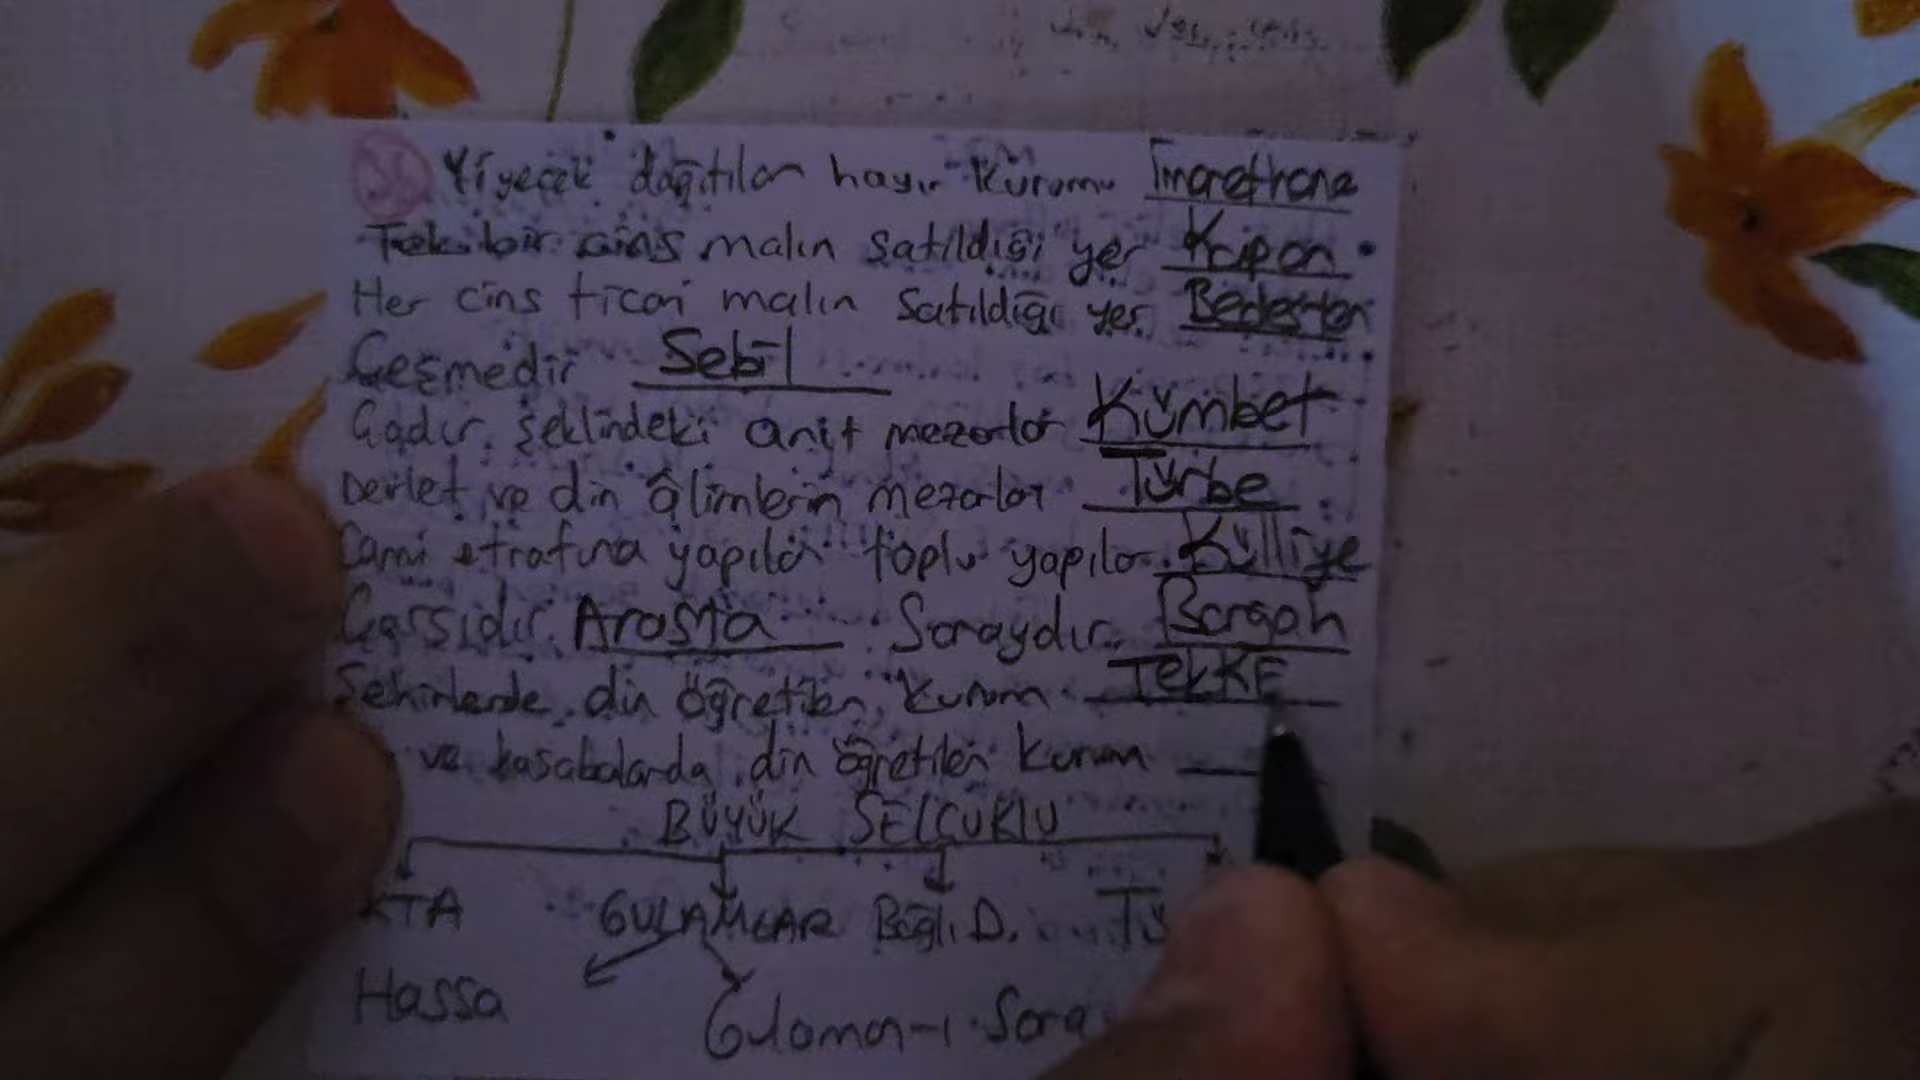 Yiyecek dağıtılan hayır kurumu İmarethane
Tek bir cins malın satıldığı yer Kapan
Her cins ticari malın satıldığı yer Bedesten
Çeşmedir Sebil
Çadır şeklindeki anıt mezarlar Kümbet
Devlet ve din âlimlerin mezarları Türbe
Cami etrafına yapılan toplu yapılar Külliye
Çarşıdır. Arasta Saraydır. Bargah
Şehirlerde din öğretilen kurum TekKE
ve kasabalarda din öğretilen kurum
BÜYÜK SELÇUKLU
KTA GULAMLAR Bağlı D. Tü
Hassa Gulaman-ı Sara